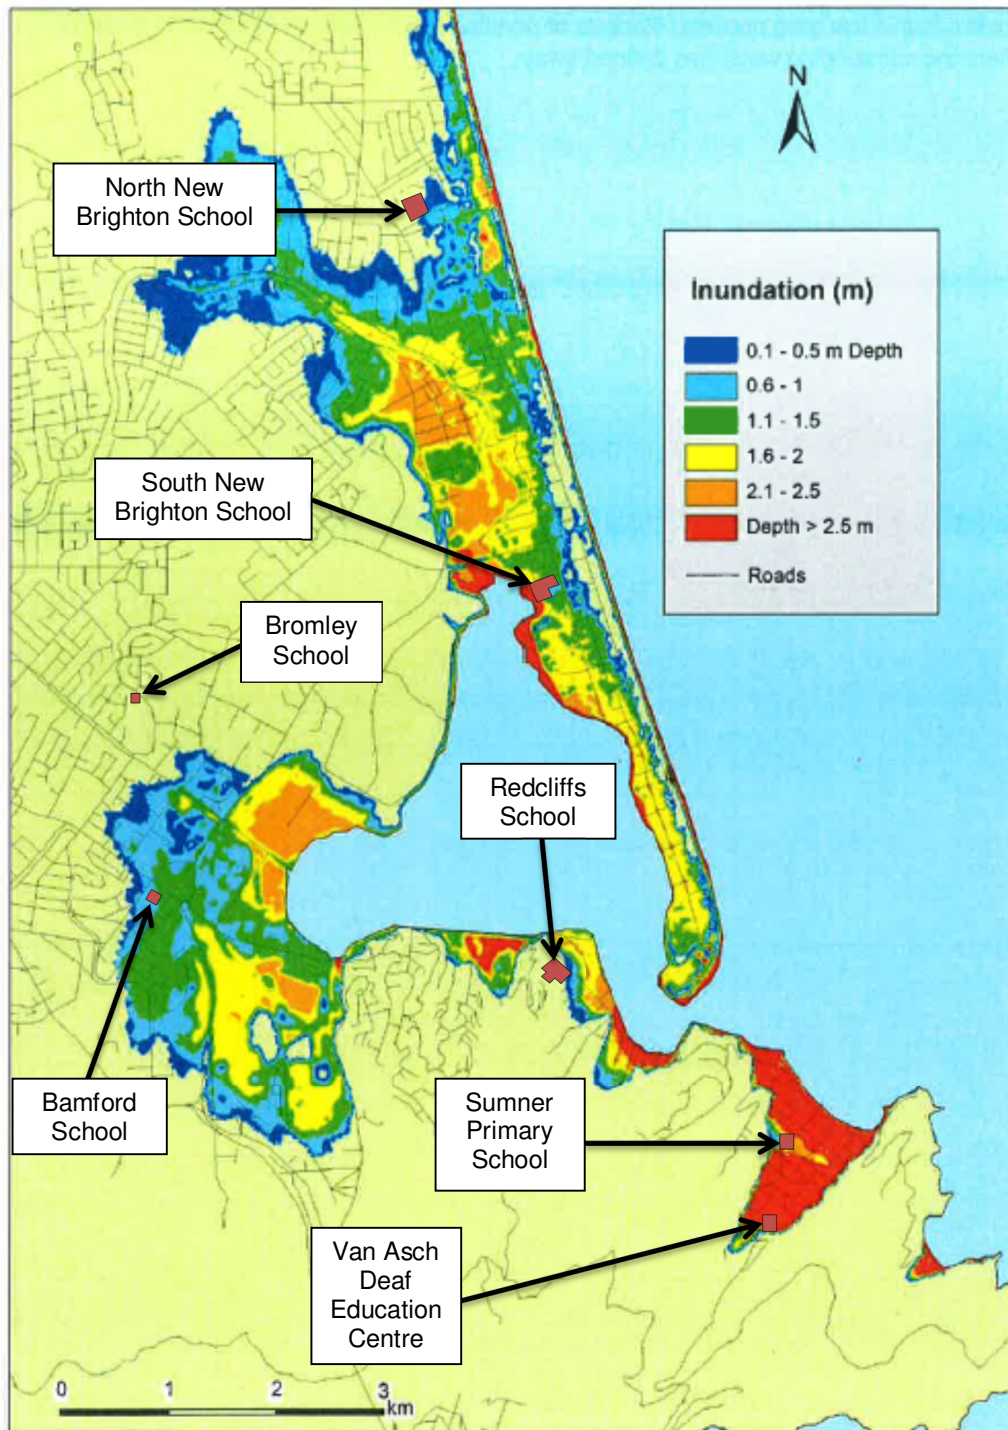 N
North New
Brighton School
Inundation (m)
0.1 - 0.5 m Depth
0.6 - 1
1.1 - 1.5
1.6 - 2
2.1 - 2.5
Depth > 2.5 m
Roads
South New
Brighton School
Bromley
School
Redcliffs
School
Bamford
School
Sumner
Primary
School
Van Asch
Deaf
Education
Centre
0 1 2 3
km